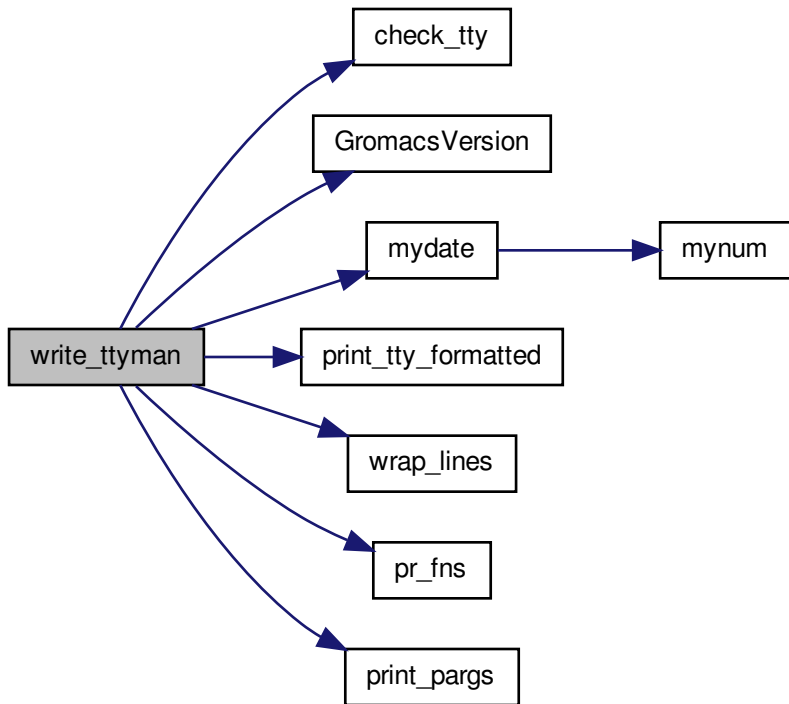 check_tty
GromacsVersion
mydate
mynum
write_ttyman
print_tty_formatted
wrap_lines
pr_fns
print_pargs